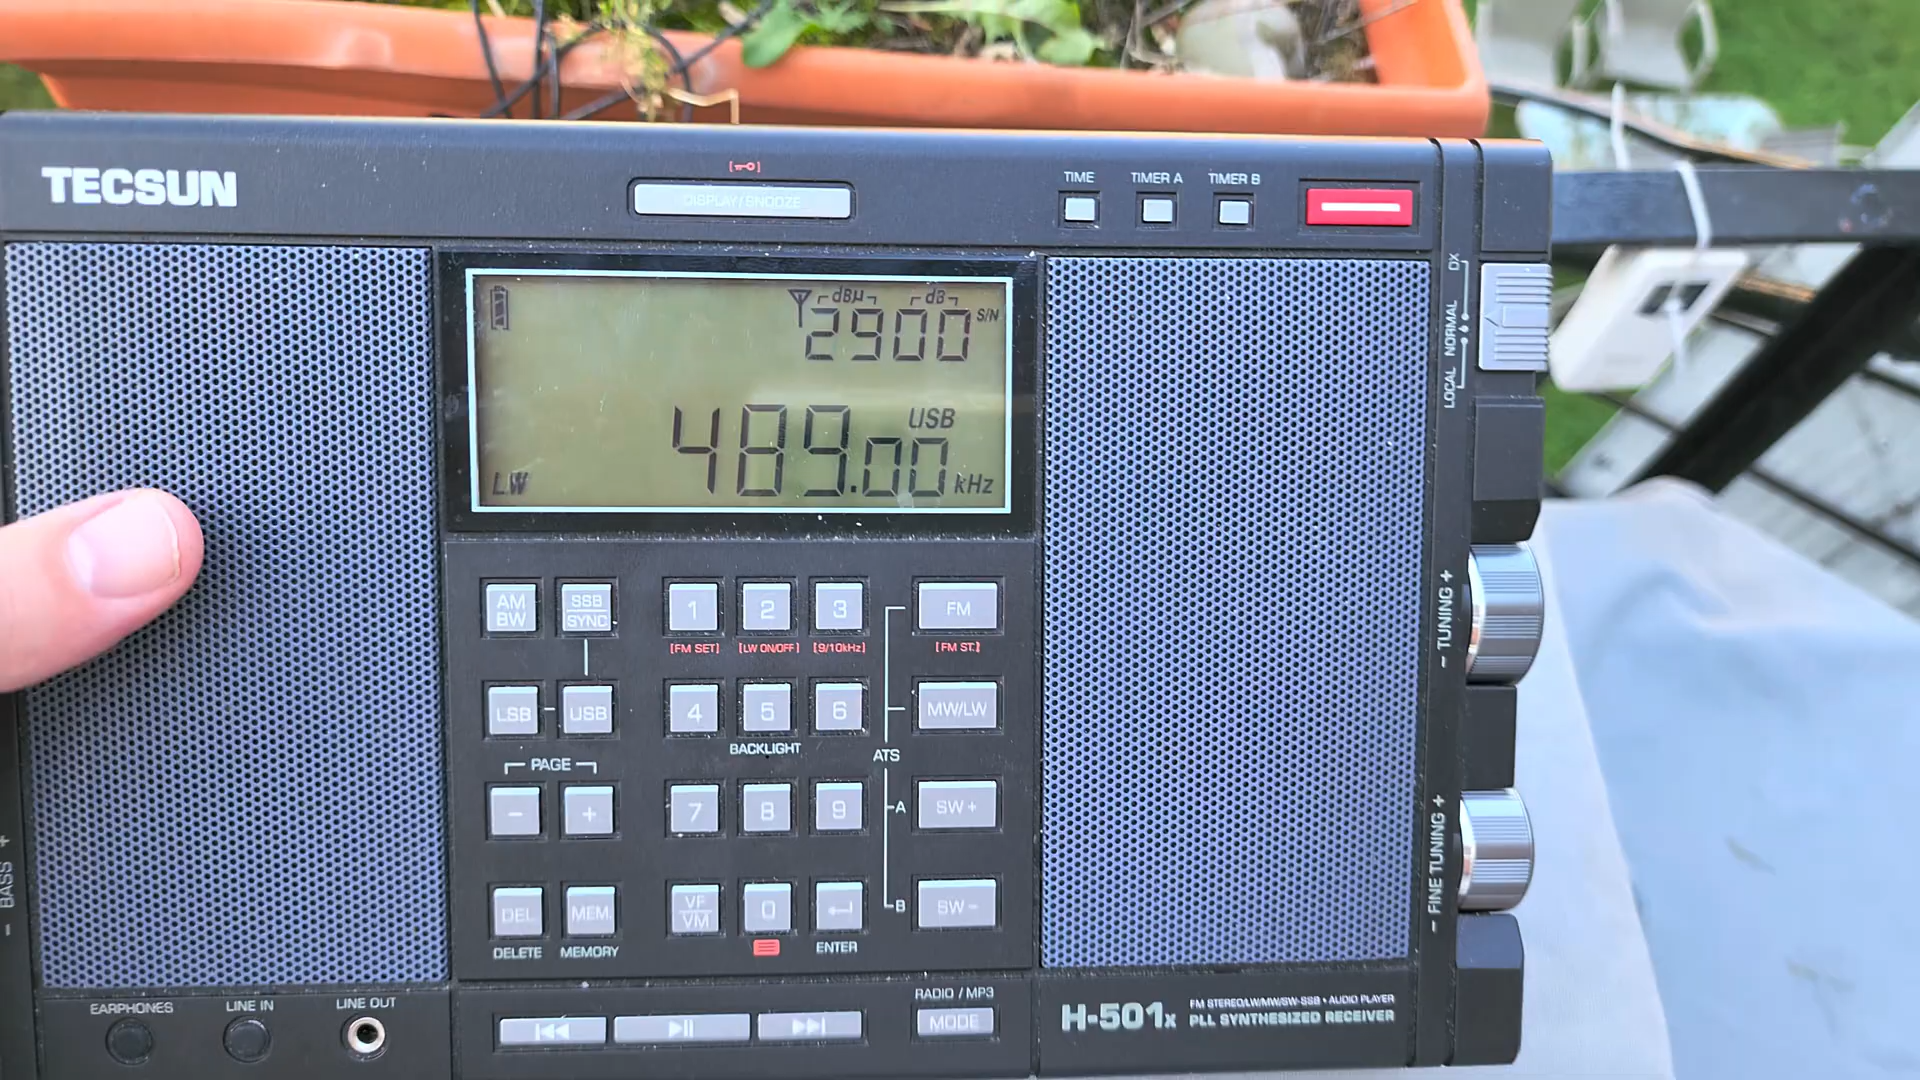 TECSUN
DISPLAY/SNOOZE
TIME
TIMER A
TIMER B
DX
NORMAL
LOCAL
dBµ
dB
2900
S/N
USB
LW
489.00
kHz
AM
BW
SSB
SYNC
1
2
3
FM
[FM SET]
[LW ON/OFF]
[9/10kHz]
[FM ST.]
LSB
USB
4
5
6
MW/LW
BACKLIGHT
PAGE
ATS
-
+
7
8
9
A
SW +
DEL
MEM.
VF
VM
0
B
SW -
DELETE
MEMORY
ENTER
- TUNING +
- FINE TUNING +
- BASS +
EARPHONES
LINE IN
LINE OUT
RADIO / MP3
MODE
H-501x
FM STEREO/LW/MW/SW-SSB • AUDIO PLAYER
PLL SYNTHESIZED RECEIVER